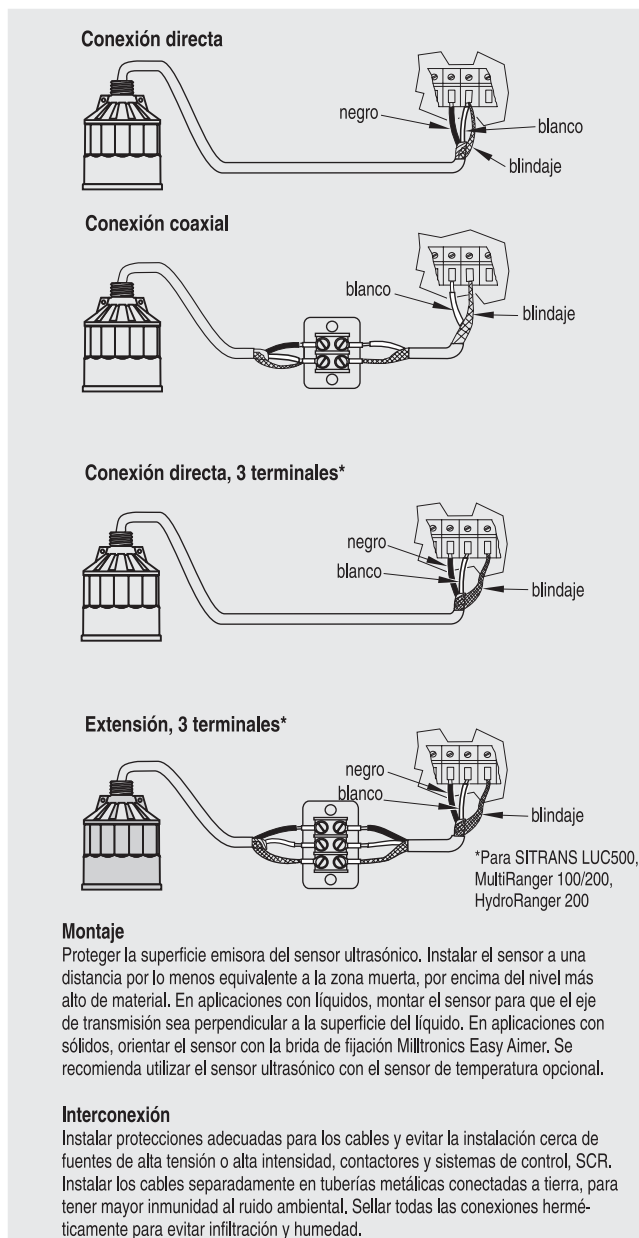 Conexión directa
negro
blanco
blindaje
Conexión coaxial
blanco
blindaje
Conexión directa, 3 terminales*
negro
blanco
blindaje
Extensión, 3 terminales*
negro
blanco
blindaje
*Para SITRANS LUC500,
MultiRanger 100/200,
HydroRanger 200
Montaje
Proteger la superficie emisora del sensor ultrasónico. Instalar el sensor a una
distancia por lo menos equivalente a la zona muerta, por encima del nivel más
alto de material. En aplicaciones con líquidos, montar el sensor para que el eje
de transmisión sea perpendicular a la superficie del líquido. En aplicaciones con
sólidos, orientar el sensor con la brida de fijación Milltronics Easy Aimer. Se
recomienda utilizar el sensor ultrasónico con el sensor de temperatura opcional.
Interconexión
Instalar protecciones adecuadas para los cables y evitar la instalación cerca de
fuentes de alta tensión o alta intensidad, contactores y sistemas de control, SCR.
Instalar los cables separadamente en tuberías metálicas conectadas a tierra, para
tener mayor inmunidad al ruido ambiental. Sellar todas las conexiones hermé-
ticamente para evitar infiltración y humedad.